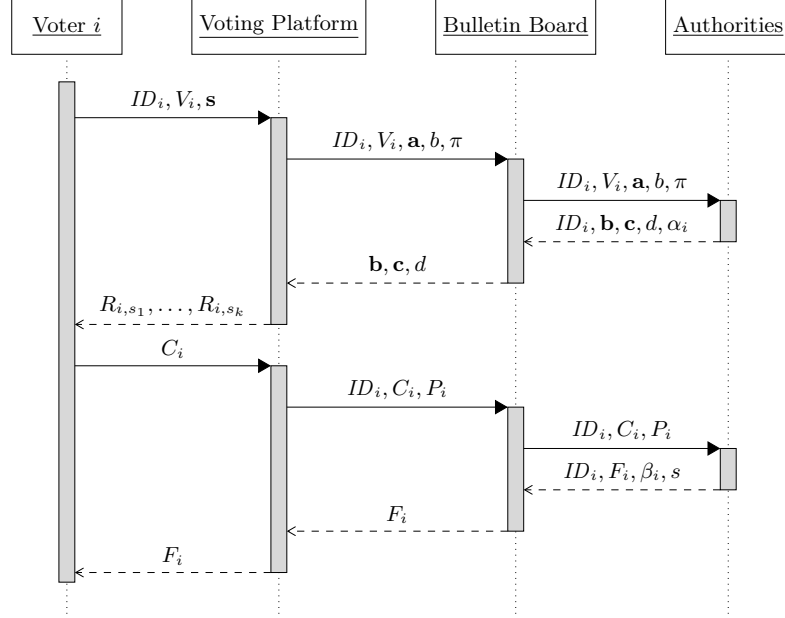 Voter i
Voting Platform
Bulletin Board
Authorities
ID_i, V_i, s
ID_i, V_i, a, b, π
ID_i, V_i, a, b, π
ID_i, b, c, d, α_i
b, c, d
R_{i,s_1}, …, R_{i,s_k}
C_i
ID_i, C_i, P_i
ID_i, C_i, P_i
ID_i, F_i, β_i, s
F_i
F_i